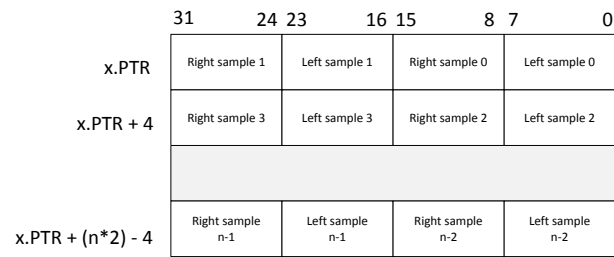 31 24 23 16 15 8 7 0
x.PTR Right sample 1 Left sample 1 Right sample 0 Left sample 0
x.PTR + 4 Right sample 3 Left sample 3 Right sample 2 Left sample 2
x.PTR + (n*2) - 4 Right sample n-1 Left sample n-1 Right sample n-2 Left sample n-2